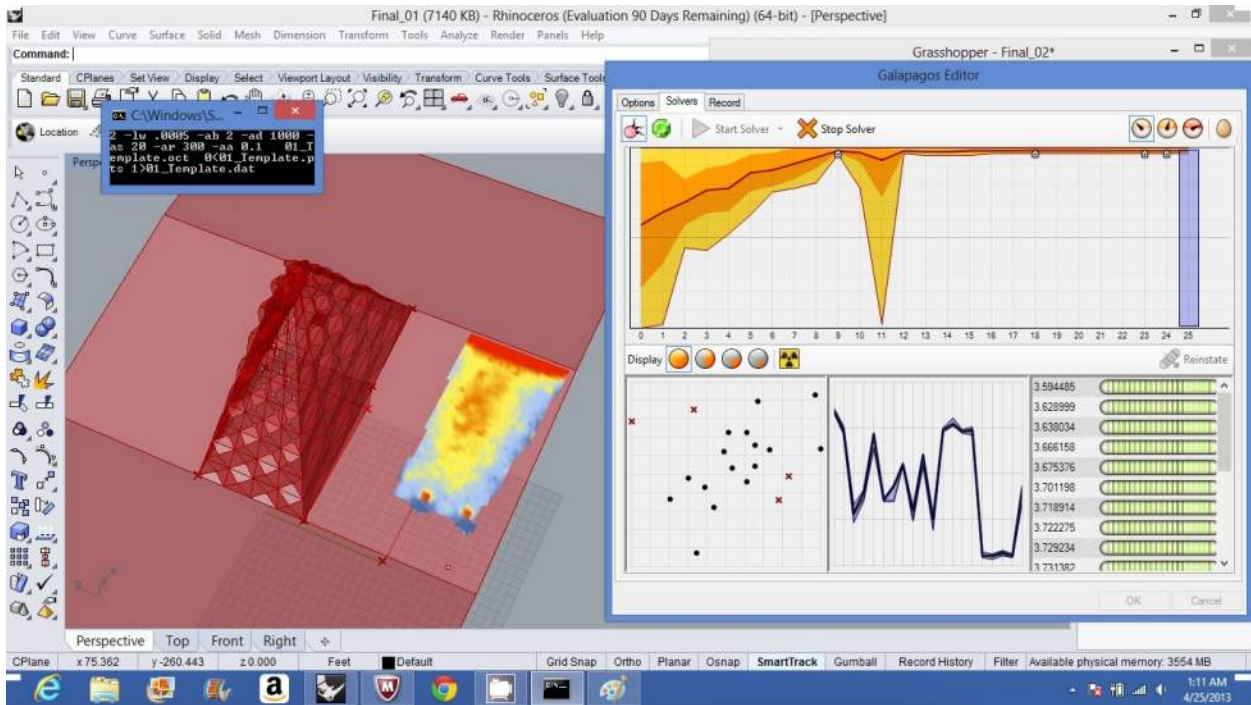 Final_01 (7140 KB) - Rhinoceros (Evaluation 90 Days Remaining) (64-bit) - [Perspective]
File Edit View Curve Surface Solid Mesh Dimension Transform Tools Analyze Render Panels Help
Command:
Standard CPlanes Set View Display Select Viewport Layout Visibility Transform Curve Tools Surface Tools
Location
C:\Windows\S...
2 -lw .0005 -ab 2 -ad 1000 -
as 20 -ar 300 -aa 0.1 01_T
emplate.oct 0<01_Template.p
ts 1>01_Template.dat
Persp
Grasshopper - Final_02*
Galapagos Editor
Options Solvers Record
Start Solver Stop Solver
0 1 2 3 4 5 6 7 8 9 10 11 12 13 14 15 16 17 18 19 20 21 22 23 24 25
Display
Reinstate
3.594485
3.628999
3.638034
3.666158
3.675376
3.701198
3.718914
3.722275
3.729234
3.731382
OK Cancel
Perspective Top Front Right
CPlane x 75.362 y -260.443 z 0.000 Feet Default Grid Snap Ortho Planar Osnap SmartTrack Gumball Record History Filter Available physical memory: 3554 MB
1:11 AM
4/25/2013